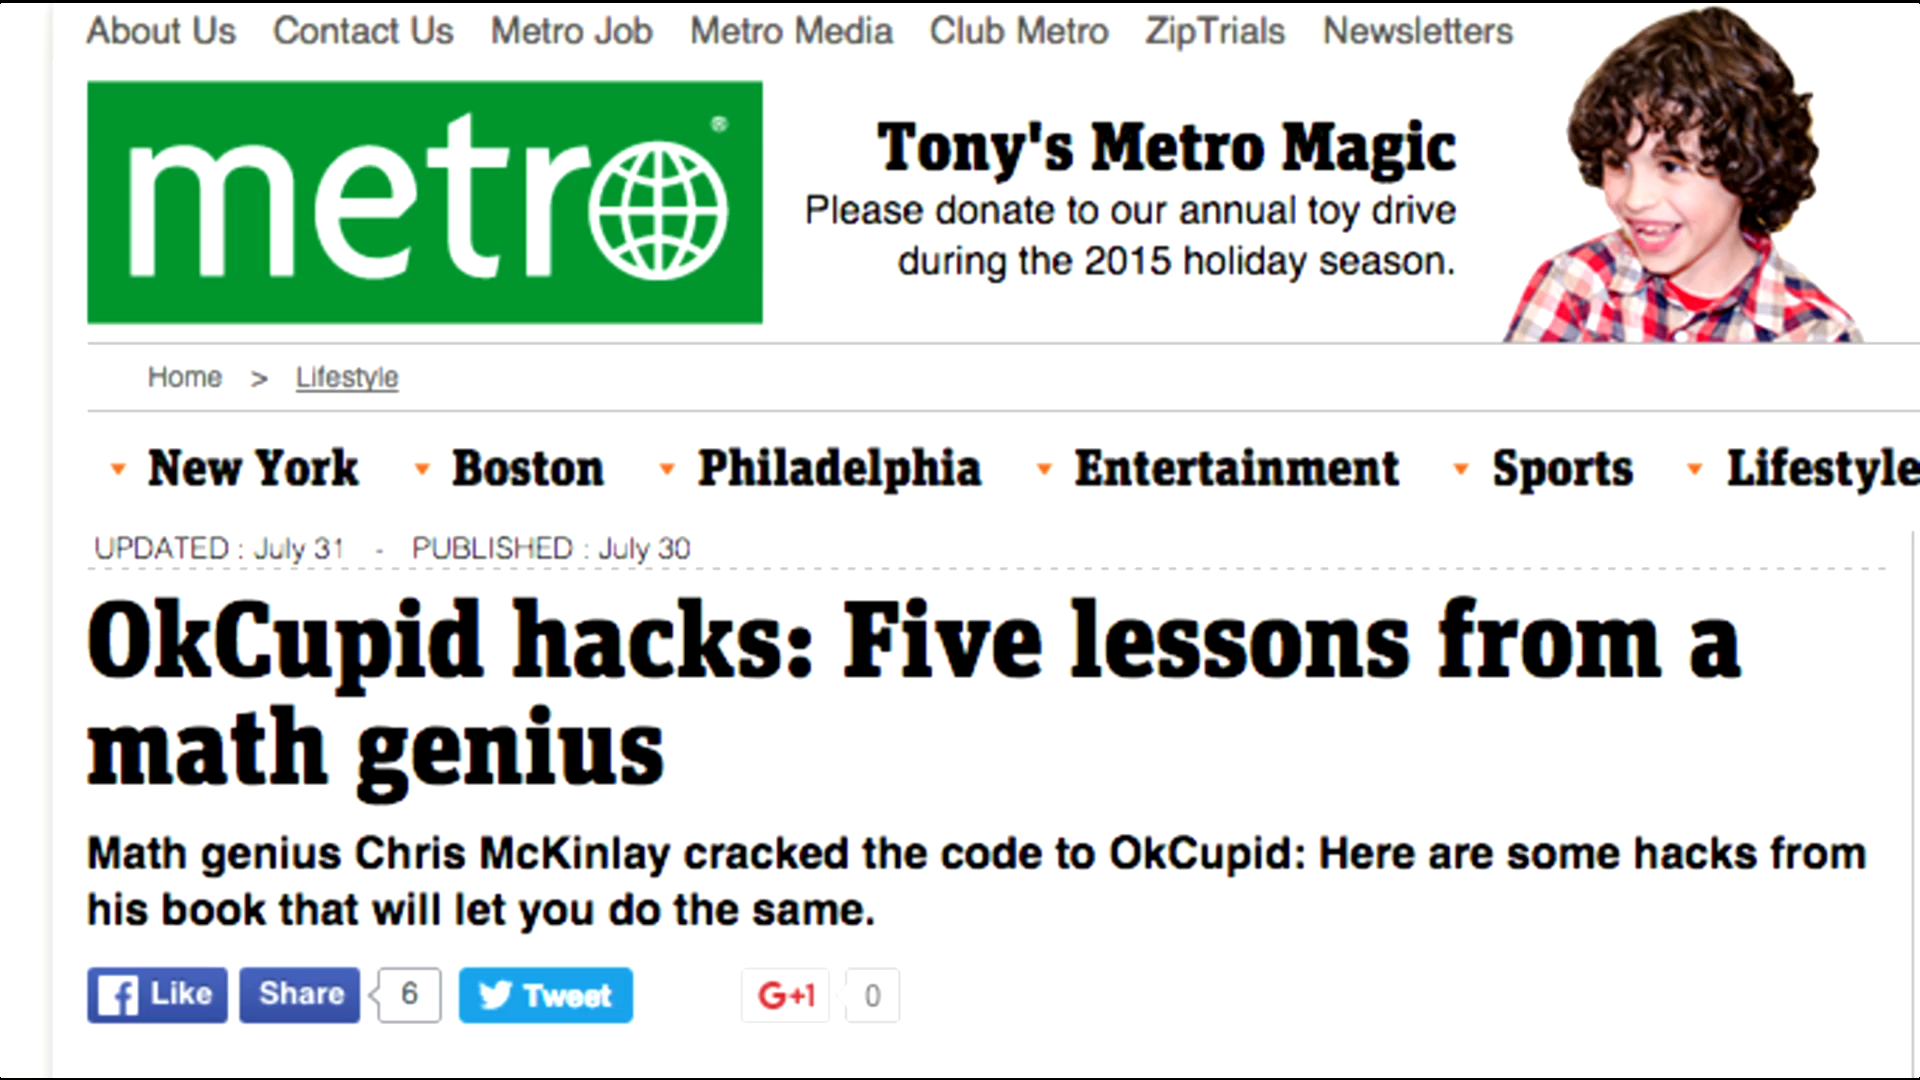 About Us Contact Us Metro Job Metro Media Club Metro ZipTrials Newsletters
metro®
Tony's Metro Magic
Please donate to our annual toy drive
during the 2015 holiday season.
Home > Lifestyle
New York Boston Philadelphia Entertainment Sports Lifestyle
UPDATED : July 31 - PUBLISHED : July 30
OkCupid hacks: Five lessons from a
math genius
Math genius Chris McKinlay cracked the code to OkCupid: Here are some hacks from
his book that will let you do the same.
Like Share 6 Tweet G+1 0